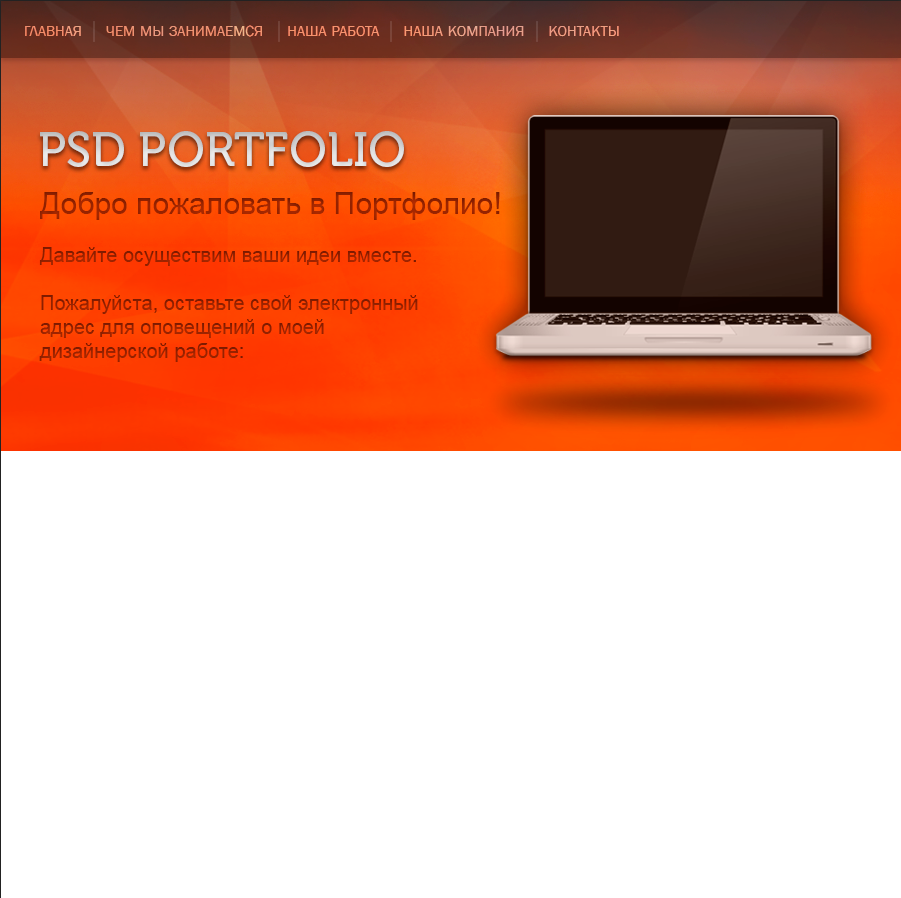 ГЛАВНАЯ ЧЕМ МЫ ЗАНИМАЕМСЯ НАША РАБОТА НАША КОМПАНИЯ КОНТАКТЫ
PSD PORTFOLIO
Добро пожаловать в Портфолио!
Давайте осуществим ваши идеи вместе.
Пожалуйста, оставьте свой электронный
адрес для оповещений о моей
дизайнерской работе: